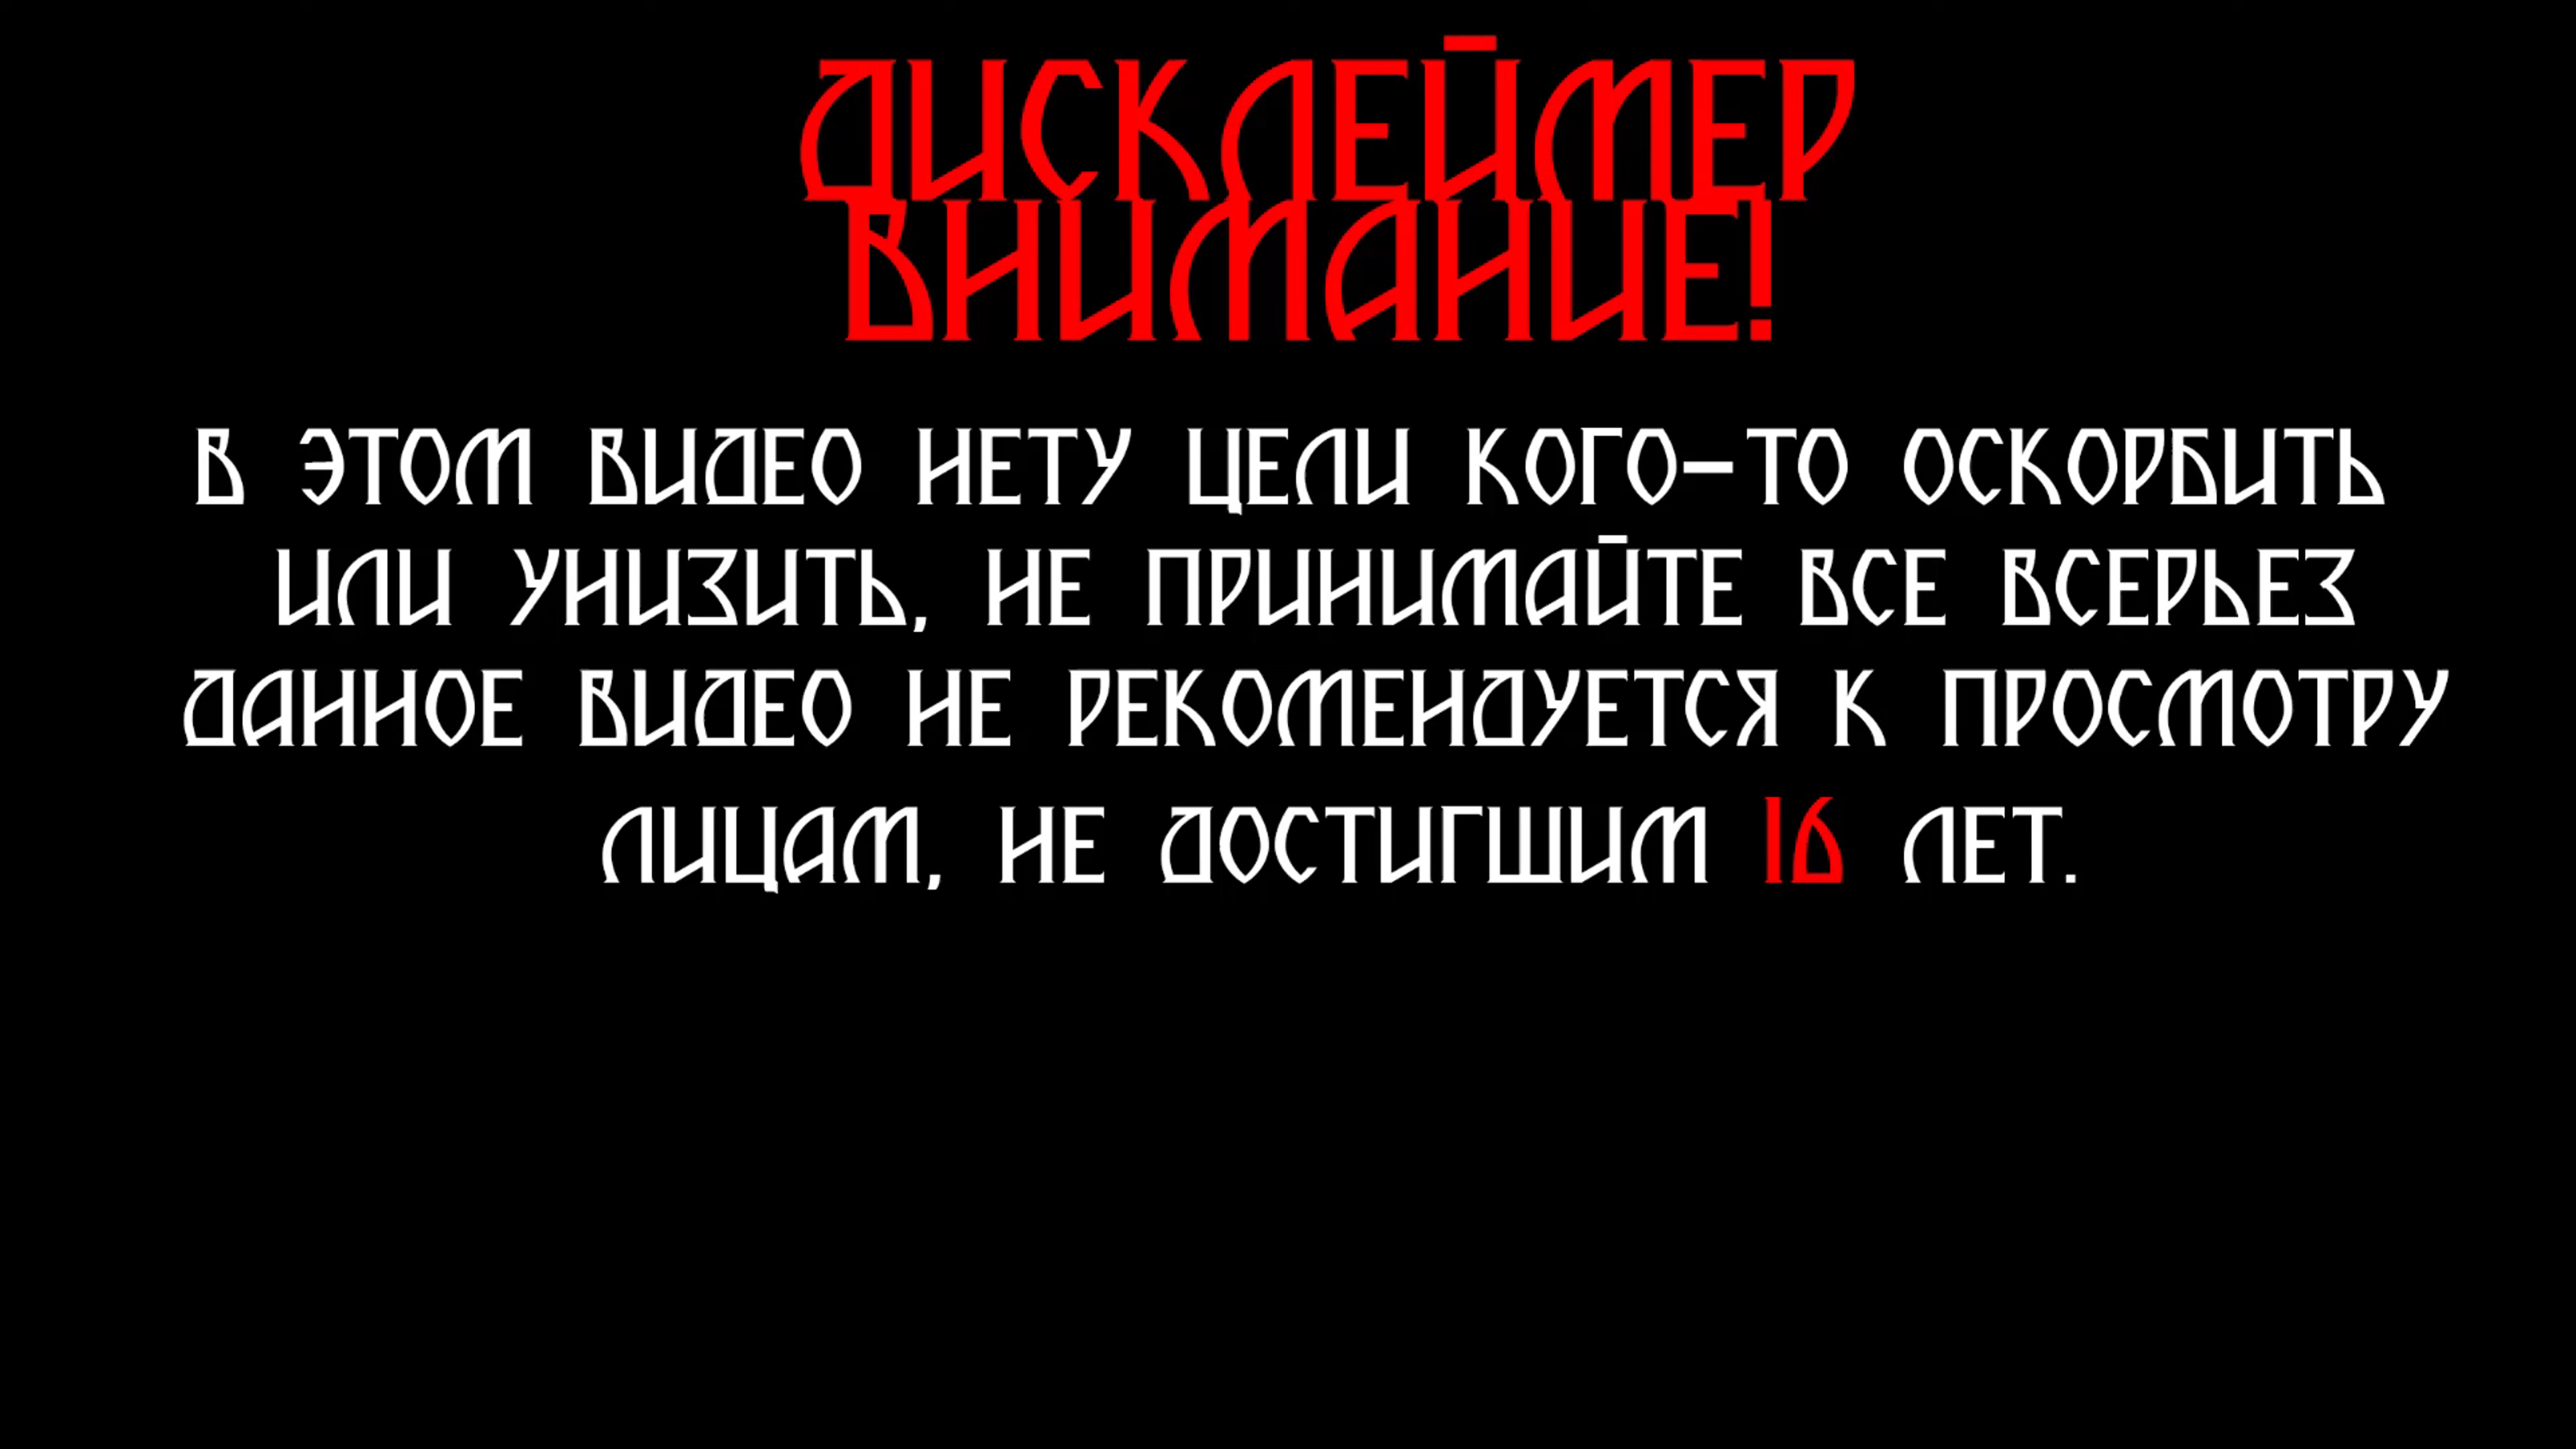 ДИСКЛЕЙМЕР
ВНИМАНИЕ!
В ЭТОМ ВИДЕО НЕТУ ЦЕЛИ КОГО-ТО ОСКОРБИТЬ
ИЛИ УНИЗИТЬ, НЕ ПРИНИМАЙТЕ ВСЕ ВСЕРЬЕЗ
ДАННОЕ ВИДЕО НЕ РЕКОМЕНДУЕТСЯ К ПРОСМОТРУ
ЛИЦАМ, НЕ ДОСТИГШИМ 16 ЛЕТ.